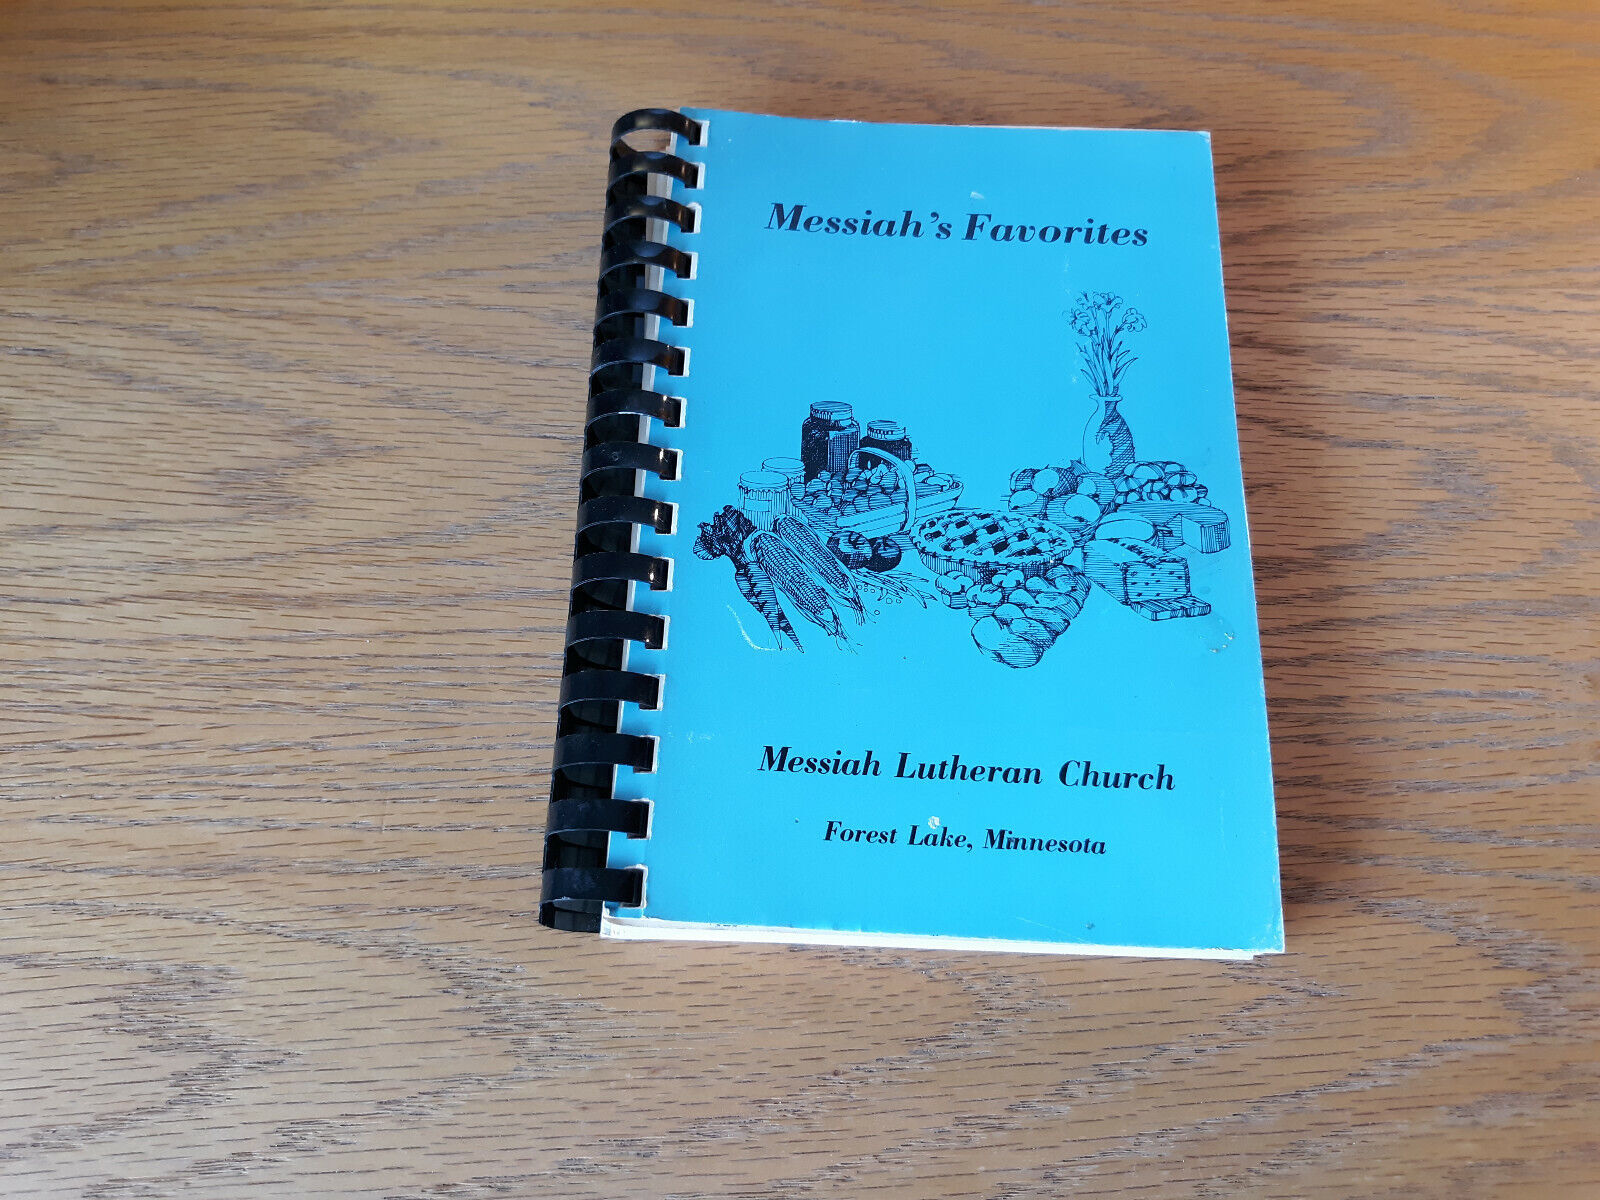 Messiah's Favorites
Messiah Lutheran Church
Forest Lake, Minnesota